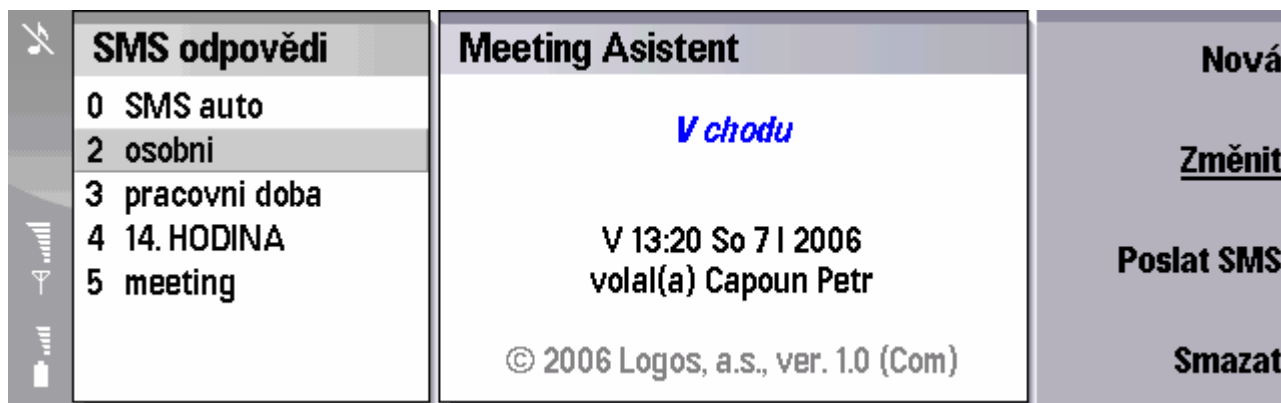 SMS odpovědi
0 SMS auto
2 osobni
3 pracovni doba
4 14. HODINA
5 meeting
Meeting Asistent
V chodu
V 13:20 So 7 I 2006
volal(a) Capoun Petr
© 2006 Logos, a.s., ver. 1.0 (Com)
Nová
Změnit
Poslat SMS
Smazat